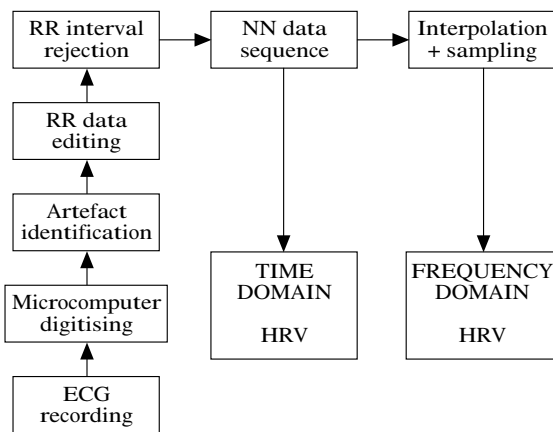 RR interval
rejection
NN data
sequence
Interpolation
+ sampling
RR data
editing
Artefact
identification
Microcomputer
digitising
ECG
recording
TIME
DOMAIN
HRV
FREQUENCY
DOMAIN
HRV